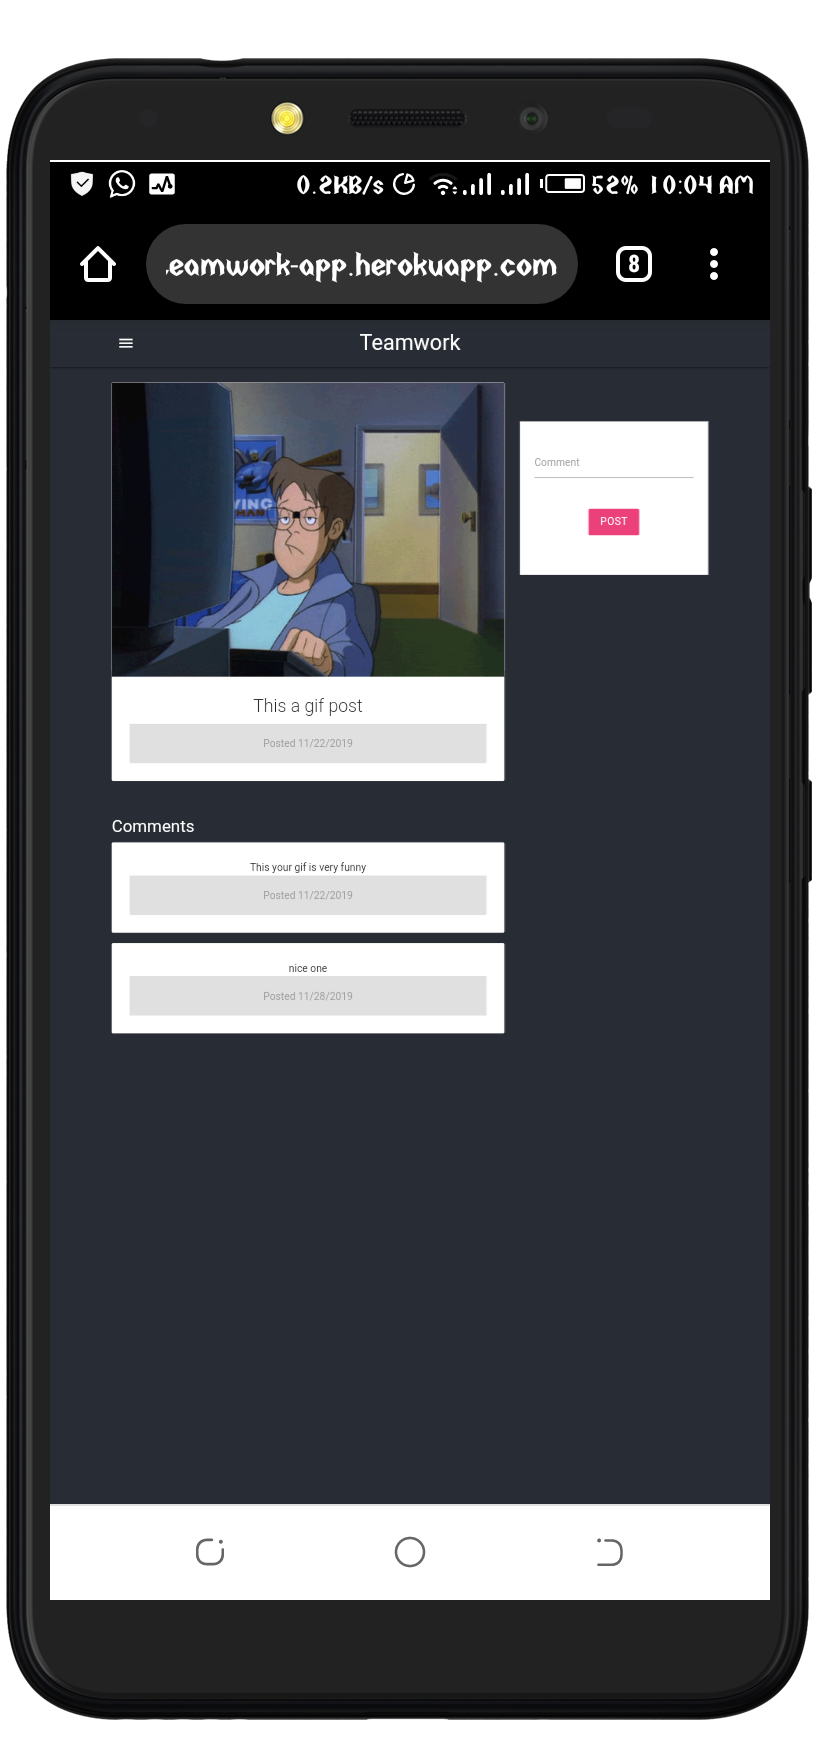 0.2KB/s 52% 10:04 AM
eamwork-app.herokuapp.com 8
Teamwork
VING
MAN
Comment
POST
This a gif post
Posted 11/22/2019
Comments
This your gif is very funny
Posted 11/22/2019
nice one
Posted 11/28/2019